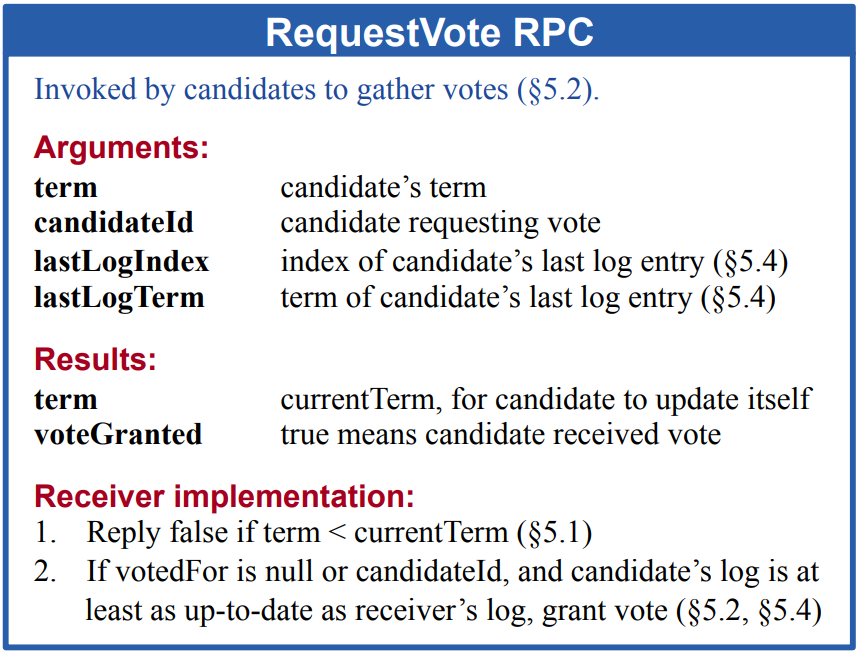 RequestVote RPC
Invoked by candidates to gather votes (§5.2).
Arguments:
term candidate’s term
candidateId candidate requesting vote
lastLogIndex index of candidate’s last log entry (§5.4)
lastLogTerm term of candidate’s last log entry (§5.4)
Results:
term currentTerm, for candidate to update itself
voteGranted true means candidate received vote
Receiver implementation:
1. Reply false if term < currentTerm (§5.1)
2. If votedFor is null or candidateId, and candidate’s log is at
least as up-to-date as receiver’s log, grant vote (§5.2, §5.4)